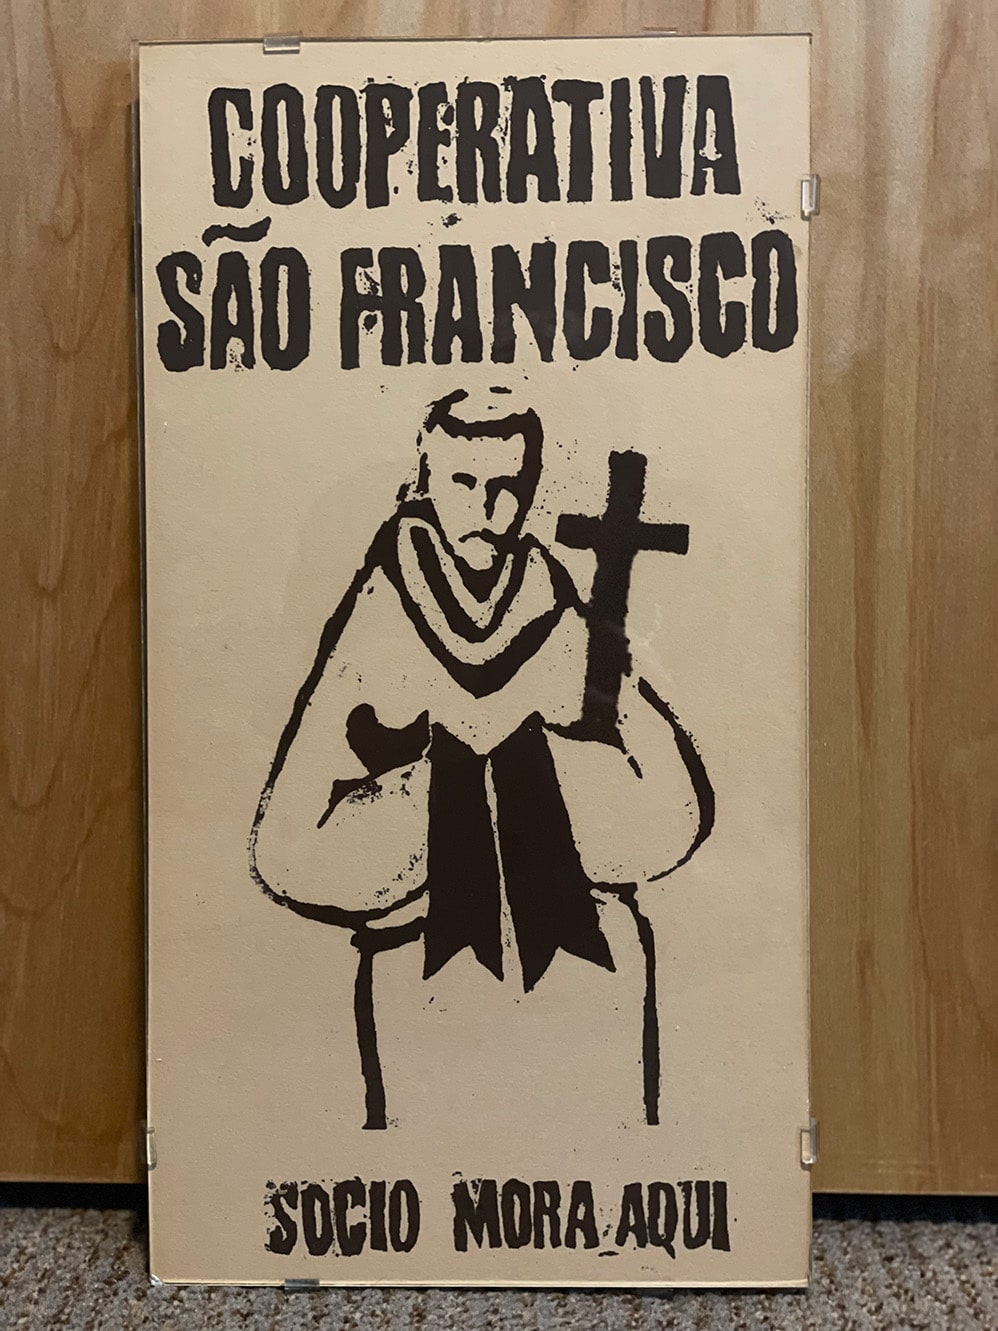 COOPERATIVA
SÃO FRANCISCO
SOCIO MORA AQUI